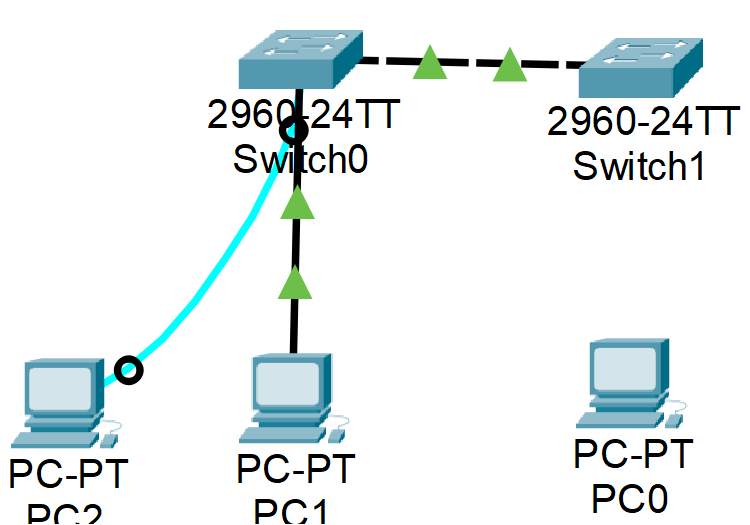 2960-24TT
Switch0
2960-24TT
Switch1
PC-PT
PC2
PC-PT
PC1
PC-PT
PC0